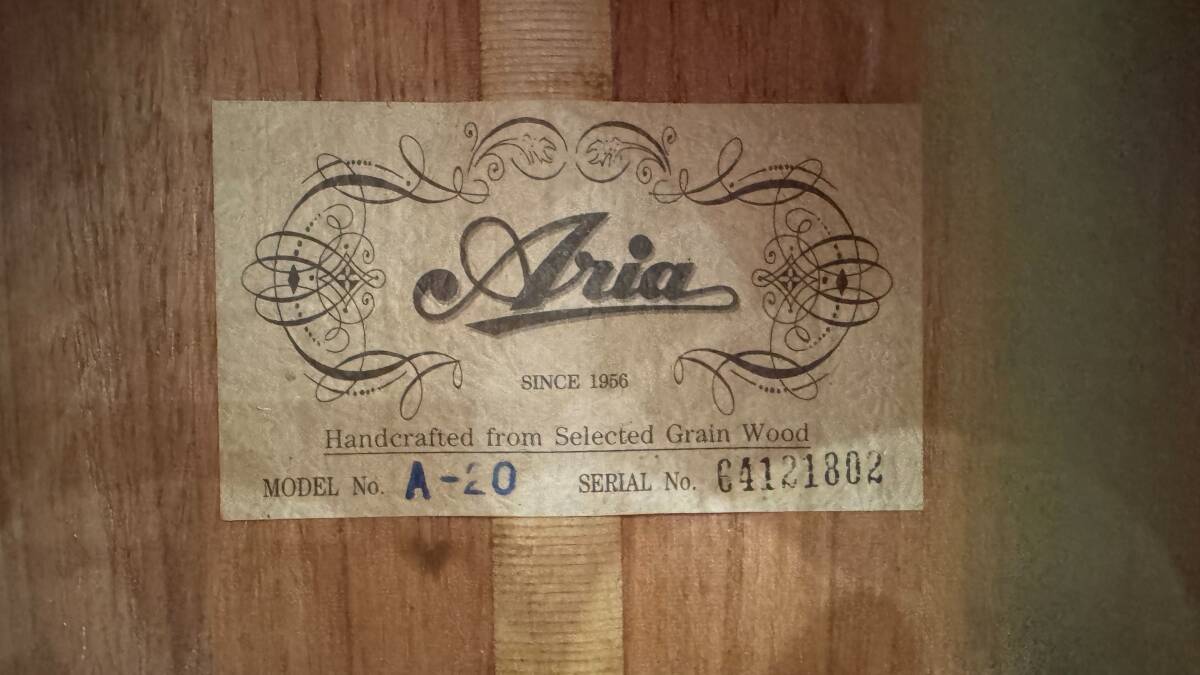 Aria
SINCE 1956
Handcrafted from Selected Grain Wood
MODEL No. A-20 SERIAL No. 64121802